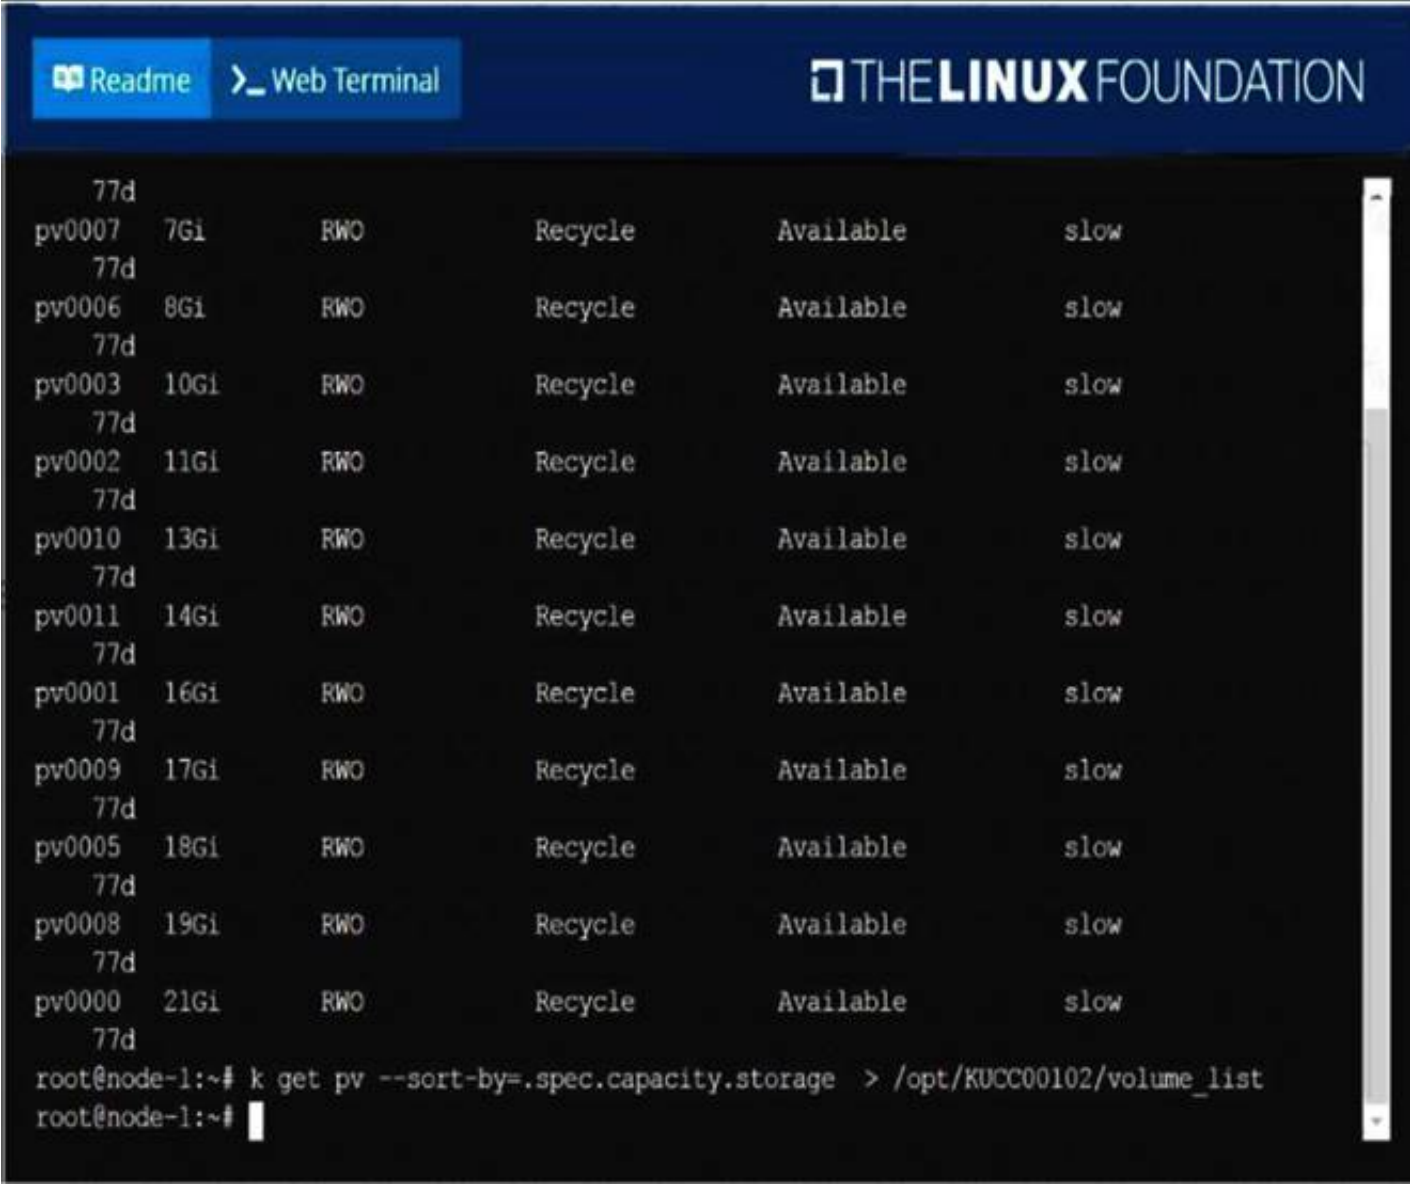 Readme >_ Web Terminal THE LINUX FOUNDATION
77d
pv0007 7Gi RWO Recycle Available slow
77d
pv0006 8Gi RWO Recycle Available slow
77d
pv0003 10Gi RWO Recycle Available slow
77d
pv0002 11Gi RWO Recycle Available slow
77d
pv0010 13Gi RWO Recycle Available slow
77d
pv0011 14Gi RWO Recycle Available slow
77d
pv0001 16Gi RWO Recycle Available slow
77d
pv0009 17Gi RWO Recycle Available slow
77d
pv0005 18Gi RWO Recycle Available slow
77d
pv0008 19Gi RWO Recycle Available slow
77d
pv0000 21Gi RWO Recycle Available slow
77d
root@node-1:~# k get pv --sort-by=.spec.capacity.storage > /opt/KUCC00102/volume_list
root@node-1:~#